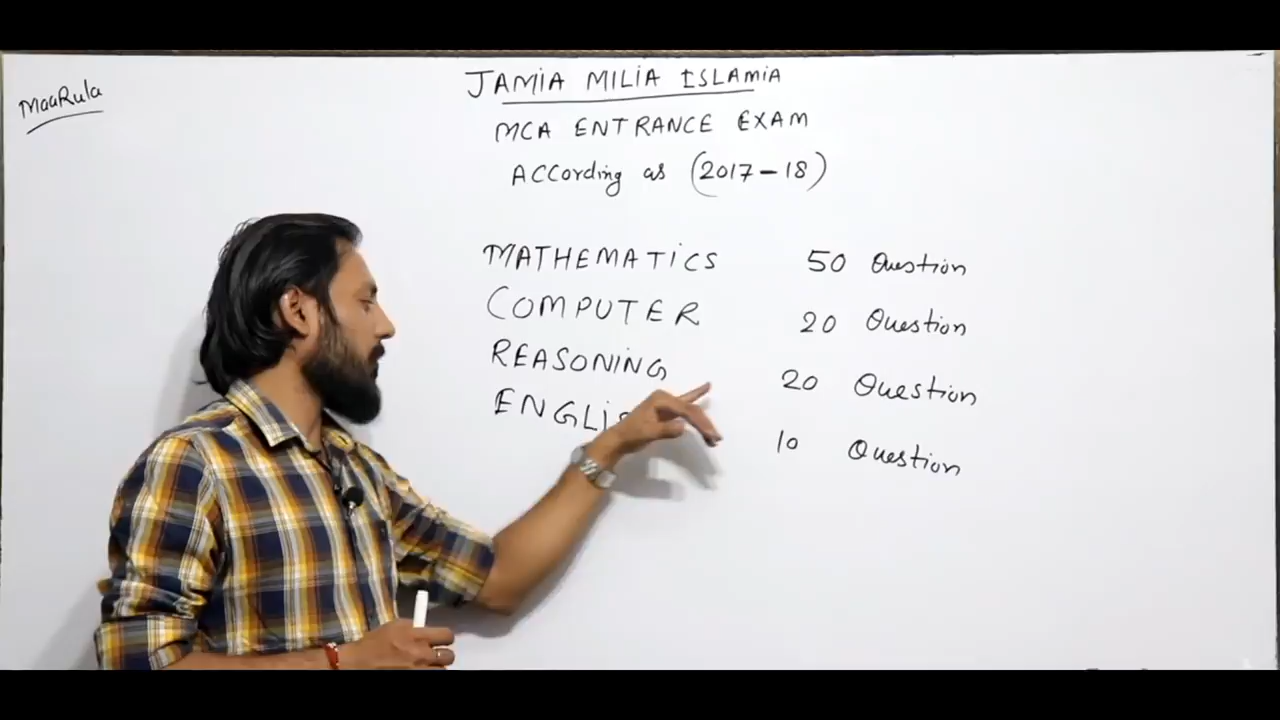 MaaRula
JAMIA MILIA ISLAMIA
MCA ENTRANCE EXAM
ACCording as (2017-18)
MATHEMATICS 50 Question
COMPUTER 20 Question
REASONING 20 Question
10 Question